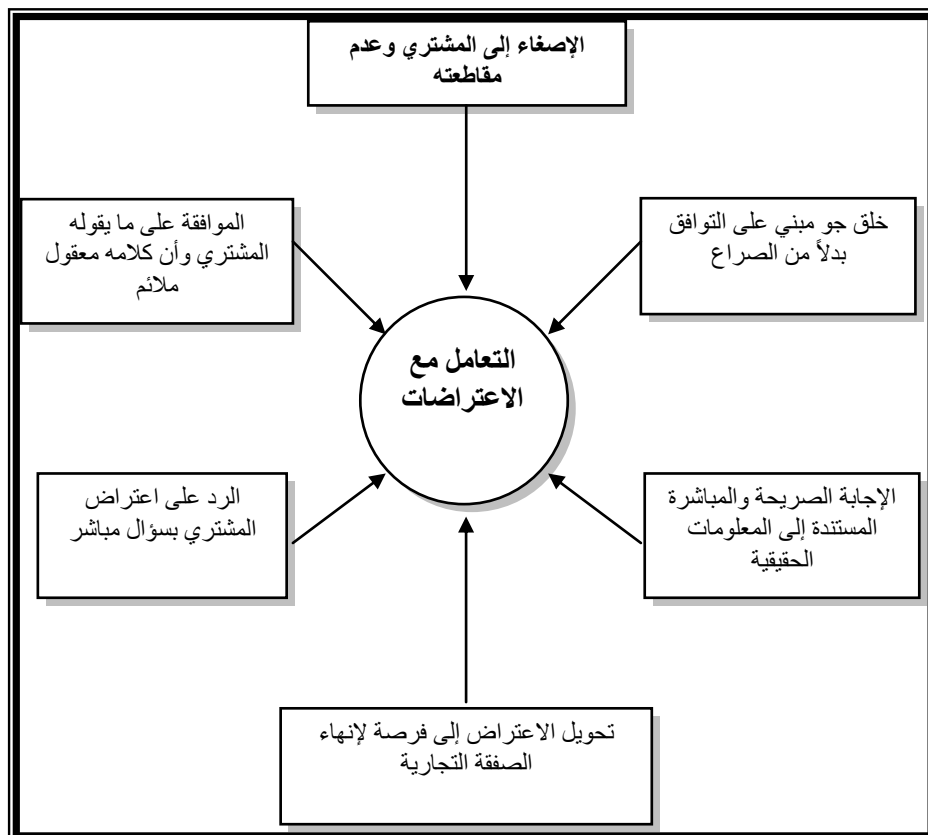 الإصغاء إلى المشتري وعدم
مقاطعته
خلق جو مبني على التوافق
بدلاً من الصراع
الموافقة على ما يقوله
المشتري وأن كلامه معقول
ملائم
التعامل مع
الاعتراضات
الإجابة الصريحة والمباشرة
المستندة إلى المعلومات
الحقيقية
الرد على اعتراض
المشتري بسؤال مباشر
تحويل الاعتراض إلى فرصة لإنهاء
الصفقة التجارية